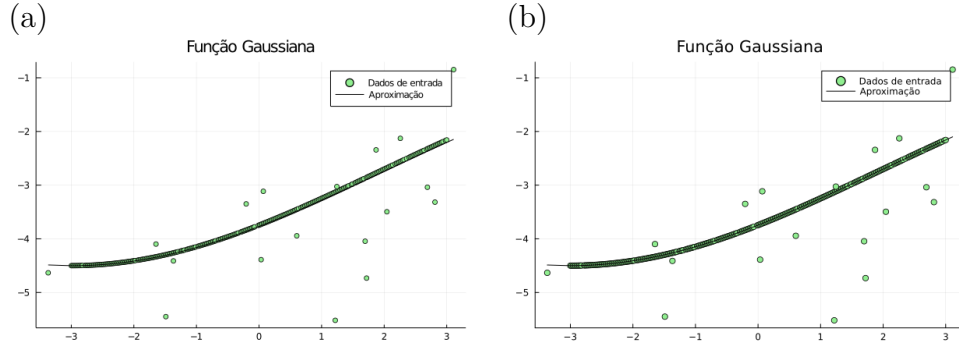 (a)
Função Gaussiana
Dados de entrada
Aproximação
−1
−2
−3
−4
−5
−3 −2 −1 0 1 2 3
(b)
Função Gaussiana
Dados de entrada
Aproximação
−1
−2
−3
−4
−5
−3 −2 −1 0 1 2 3